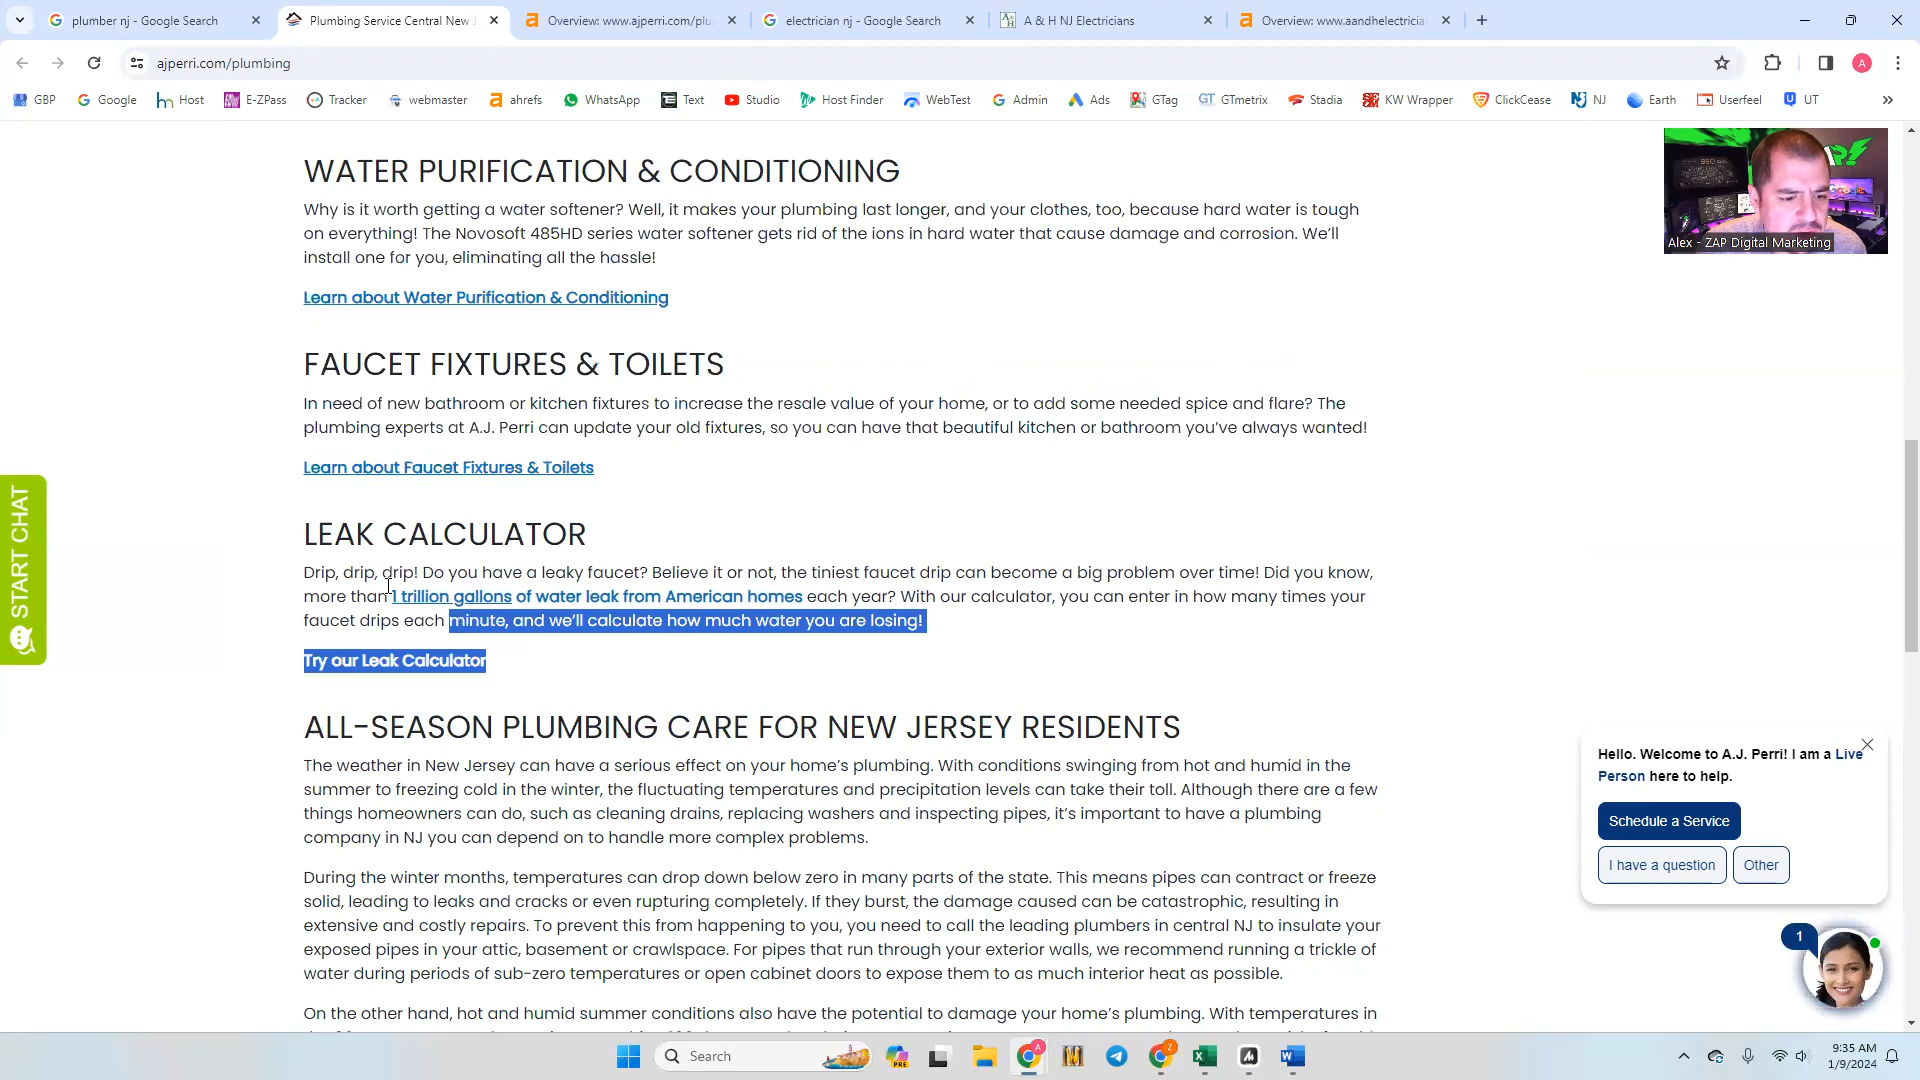 plumber nj - Google Search
Plumbing Service Central New J
Overview: www.ajperri.com/plu
electrician nj - Google Search
A & H NJ Electricians
Overview: www.aandhelectricia
ajperri.com/plumbing
A
GBP
Google
Host
E-ZPass
Tracker
webmaster
ahrefs
WhatsApp
Text
Studio
Host Finder
WebTest
Admin
Ads
GTag
GTmetrix
Stadia
KW Wrapper
ClickCease
NJ
Earth
Userfeel
UT
WATER PURIFICATION & CONDITIONING
Why is it worth getting a water softener? Well, it makes your plumbing last longer, and your clothes, too, because hard water is tough
on everything! The Novosoft 485HD series water softener gets rid of the ions in hard water that cause damage and corrosion. We'll
install one for you, eliminating all the hassle!
Learn about Water Purification & Conditioning
Alex - ZAP Digital Marketing
FAUCET FIXTURES & TOILETS
In need of new bathroom or kitchen fixtures to increase the resale value of your home, or to add some needed spice and flare? The
plumbing experts at A.J. Perri can update your old fixtures, so you can have that beautiful kitchen or bathroom you've always wanted!
Learn about Faucet Fixtures & Toilets
START CHAT
LEAK CALCULATOR
Drip, drip, drip! Do you have a leaky faucet? Believe it or not, the tiniest faucet drip can become a big problem over time! Did you know,
more than 1 trillion gallons of water leak from American homes each year? With our calculator, you can enter in how many times your
faucet drips each minute, and we'll calculate how much water you are losing!
Try our Leak Calculator
ALL-SEASON PLUMBING CARE FOR NEW JERSEY RESIDENTS
The weather in New Jersey can have a serious effect on your home's plumbing. With conditions swinging from hot and humid in the
summer to freezing cold in the winter, the fluctuating temperatures and precipitation levels can take their toll. Although there are a few
things homeowners can do, such as cleaning drains, replacing washers and inspecting pipes, it's important to have a plumbing
company in NJ you can depend on to handle more complex problems.
During the winter months, temperatures can drop down below zero in many parts of the state. This means pipes can contract or freeze
solid, leading to leaks and cracks or even rupturing completely. If they burst, the damage caused can be catastrophic, resulting in
extensive and costly repairs. To prevent this from happening to you, you need to call the leading plumbers in central NJ to insulate your
exposed pipes in your attic, basement or crawlspace. For pipes that run through your exterior walls, we recommend running a trickle of
water during periods of sub-zero temperatures or open cabinet doors to expose them to as much interior heat as possible.
On the other hand, hot and humid summer conditions also have the potential to damage your home's plumbing. With temperatures in
Hello. Welcome to A.J. Perri! I am a Live
Person here to help.
Schedule a Service
I have a question
Other
1
Search
9:35 AM
1/9/2024